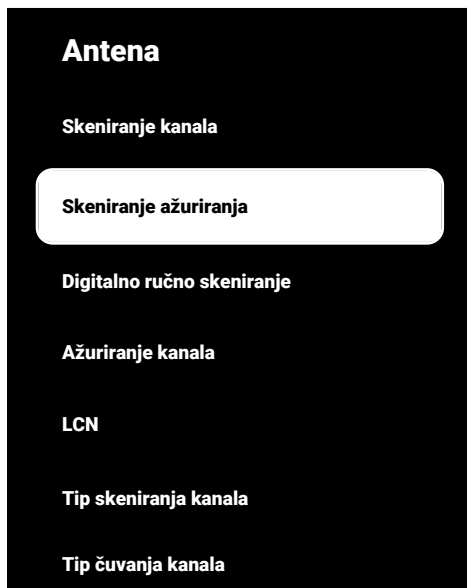 Antena
Skeniranje kanala
Skeniranje ažuriranja
Digitalno ručno skeniranje
Ažuriranje kanala
LCN
Tip skeniranja kanala
Tip čuvanja kanala